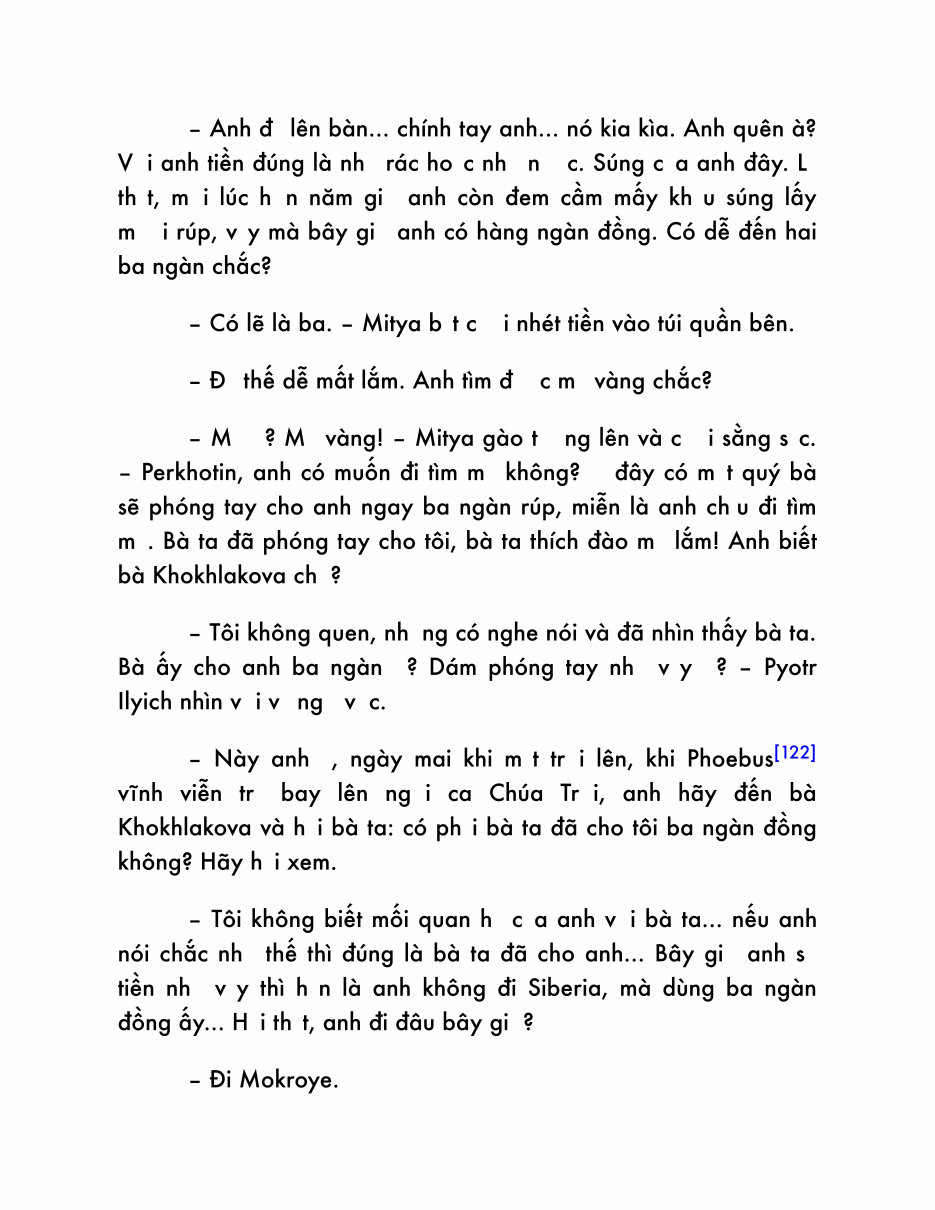 – Anh đ  lên bàn... chính tay anh... nó kia kìa. Anh quên à?
V i anh tiền đúng là nh  rác ho c nh  n  c. Súng c a anh đây. L
th t, m i lúc h n năm gi  anh còn đem cầm mấy kh u súng lấy
m  i rúp, v y mà bây gi  anh có hàng ngàn đồng. Có dễ đến hai
ba ngàn chắc?
– Có lẽ là ba. – Mitya b t c  i nhét tiền vào túi quần bên.
– Đ  thế dễ mất lắm. Anh tìm đ  c m  vàng chắc?
– M  ? M  vàng! – Mitya gào t  ng lên và c  i sằng s c.
– Perkhotin, anh có muốn đi tìm m  không?   đây có m t quý bà
sẽ phóng tay cho anh ngay ba ngàn rúp, miễn là anh ch u đi tìm
m . Bà ta đã phóng tay cho tôi, bà ta thích đào m  lắm! Anh biết
bà Khokhlakova ch ?
– Tôi không quen, nh ng có nghe nói và đã nhìn thấy bà ta.
Bà ấy cho anh ba ngàn  ? Dám phóng tay nh  v y  ? – Pyotr
Ilyich nhìn v i v  ng  v c.
– Này anh  , ngày mai khi m t tr i lên, khi Phoebus[122]
vĩnh viễn tr  bay lên ng i ca Chúa Tr i, anh hãy đến bà
Khokhlakova và h i bà ta: có ph i bà ta đã cho tôi ba ngàn đồng
không? Hãy h i xem.
– Tôi không biết mối quan h  c a anh v i bà ta... nếu anh
nói chắc nh  thế thì đúng là bà ta đã cho anh... Bây gi  anh s
tiền nh  v y thì h n là anh không đi Siberia, mà dùng ba ngàn
đồng ấy... H i th t, anh đi đâu bây gi ?
– Đi Mokroye.